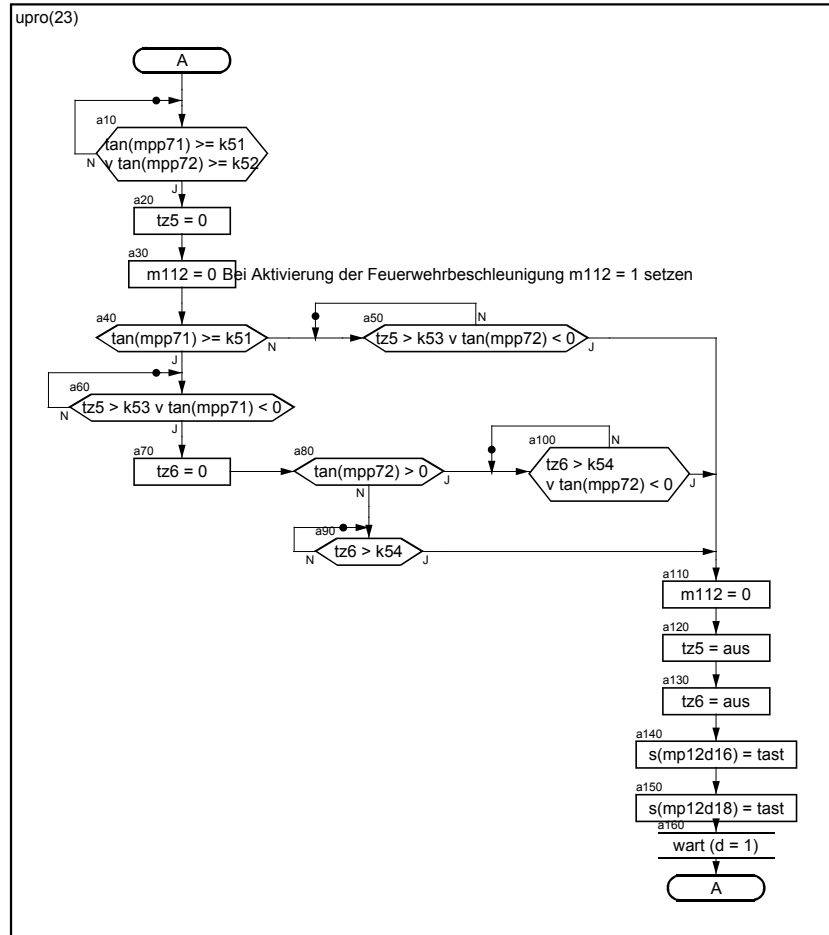 upro(23)
A
a10
tan(mpp71) >= k51
v tan(mpp72) >= k52
N
J
a20
tz5 = 0
a30
m112 = 0 Bei Aktivierung der Feuerwehrbeschleunigung m112 = 1 setzen
a40
tan(mpp71) >= k51
N
J
a50
N
tz5 > k53 v tan(mpp72) < 0
J
a60
tz5 > k53 v tan(mpp71) < 0
N
J
a70
tz6 = 0
a80
tan(mpp72) > 0
J
N
a100
N
tz6 > k54
v tan(mpp72) < 0
J
a90
tz6 > k54
N
J
a110
m112 = 0
a120
tz5 = aus
a130
tz6 = aus
a140
s(mp12d16) = tast
a150
s(mp12d18) = tast
a160
wart (d = 1)
A